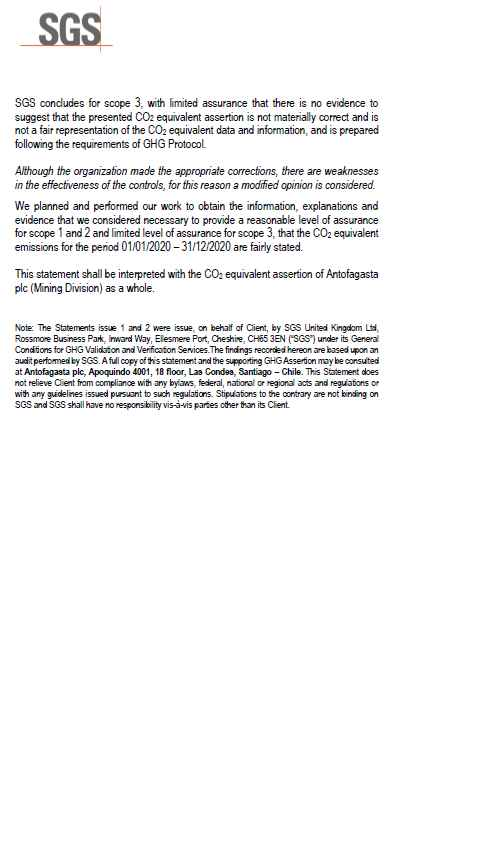 SGS
SGS concludes for scope 3, with limited assurance that there is no evidence to
suggest that the presented CO2 equivalent assertion is not materially correct and is
not a fair representation of the CO2 equivalent data and information, and is prepared
following the requirements of GHG Protocol.
Although the organization made the appropriate corrections, there are weaknesses
in the effectiveness of the controls, for this reason a modified opinion is considered.
We planned and performed our work to obtain the information, explanations and
evidence that we considered necessary to provide a reasonable level of assurance
for scope 1 and 2 and limited level of assurance for scope 3, that the CO2 equivalent
emissions for the period 01/01/2020 – 31/12/2020 are fairly stated.
This statement shall be interpreted with the CO2 equivalent assertion of Antofagasta
plc (Mining Division) as a whole.
Note: The Statements issue 1 and 2 were issue, on behalf of Client, by SGS United Kingdom Ltd,
Rossmore Business Park, Inward Way, Ellesmere Port, Cheshire, CH65 3EN ("SGS") under its General
Conditions for GHG Validation and Verification Services.The findings recorded hereon are based upon an
audit performed by SGS. A full copy of this statement and the supporting GHG Assertion may be consulted
at Antofagasta plc, Apoquindo 4001, 18 floor, Las Condes, Santiago – Chile. This Statement does
not relieve Client from compliance with any bylaws, federal, national or regional acts and regulations or
with any guidelines issued pursuant to such regulations. Stipulations to the contrary are not binding on
SGS and SGS shall have no responsibility vis-à-vis parties other than its Client.